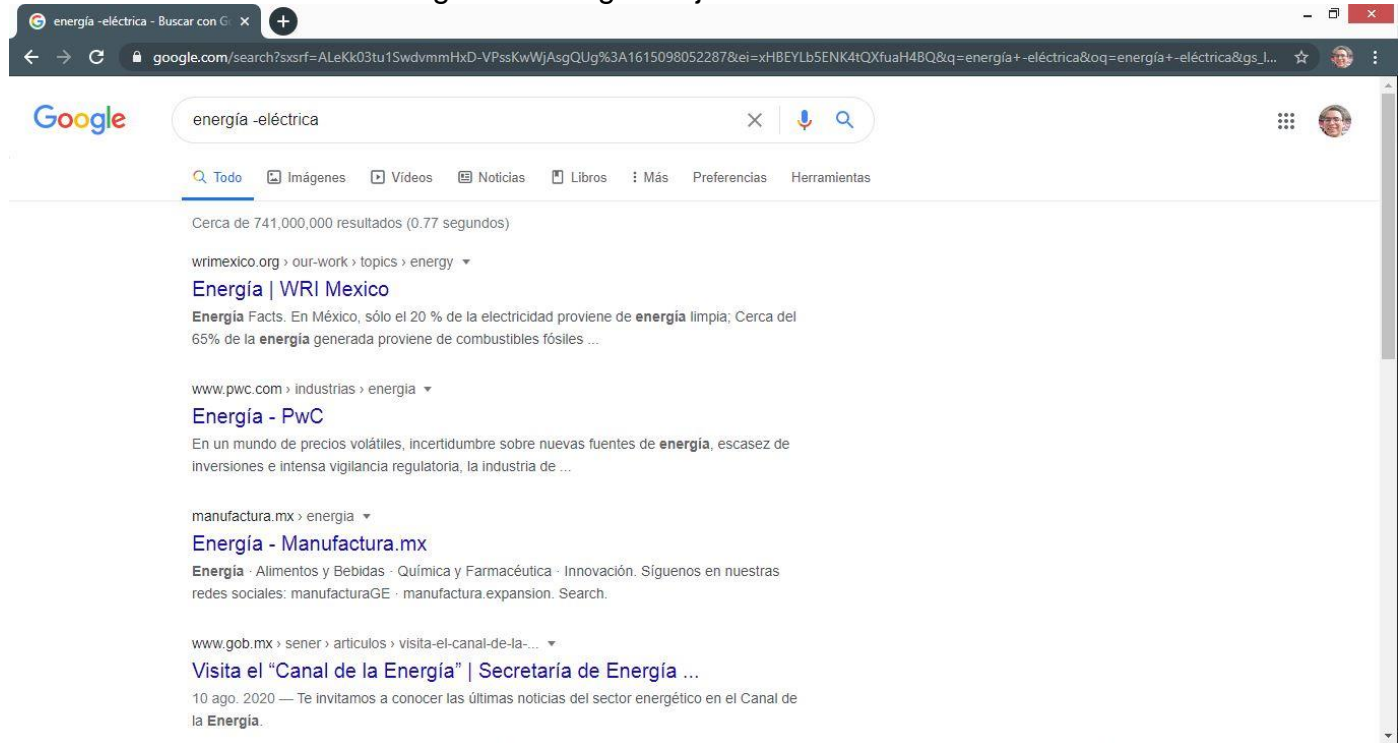 energía -eléctrica - Buscar con G
google.com/search?sxsrf=ALeKk03tu1SwdvmmHxD-VPssKwWjAsgQUg%3A1615098052287&ei=xHBEYLb5ENK4tQXfuaH4BQ&q=energía+-eléctrica&oq=energía+-eléctrica&gs_l...
Google
energía -eléctrica
Todo Imágenes Vídeos Noticias Libros Más Preferencias Herramientas
Cerca de 741,000,000 resultados (0.77 segundos)
wrimexico.org › our-work › topics › energy
Energía | WRI Mexico
Energía Facts. En México, sólo el 20 % de la electricidad proviene de energía limpia; Cerca del
65% de la energía generada proviene de combustibles fósiles ...
www.pwc.com › industrias › energia
Energía - PwC
En un mundo de precios volátiles, incertidumbre sobre nuevas fuentes de energía, escasez de
inversiones e intensa vigilancia regulatoria, la industria de ...
manufactura.mx › energia
Energía - Manufactura.mx
Energía · Alimentos y Bebidas · Química y Farmacéutica · Innovación. Síguenos en nuestras
redes sociales: manufacturaGE · manufactura.expansion. Search.
www.gob.mx › sener › articulos › visita-el-canal-de-la-...
Visita el “Canal de la Energía” | Secretaría de Energía ...
10 ago. 2020 — Te invitamos a conocer las últimas noticias del sector energético en el Canal de
la Energía.